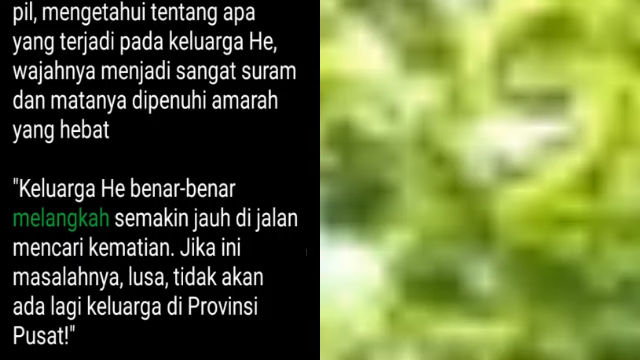 pil, mengetahui tentang apa
yang terjadi pada keluarga He,
wajahnya menjadi sangat suram
dan matanya dipenuhi amarah
yang hebat
"Keluarga He benar-benar
melangkah semakin jauh di jalan
mencari kematian. Jika ini
masalahnya, lusa, tidak akan
ada lagi keluarga di Provinsi
Pusat!"